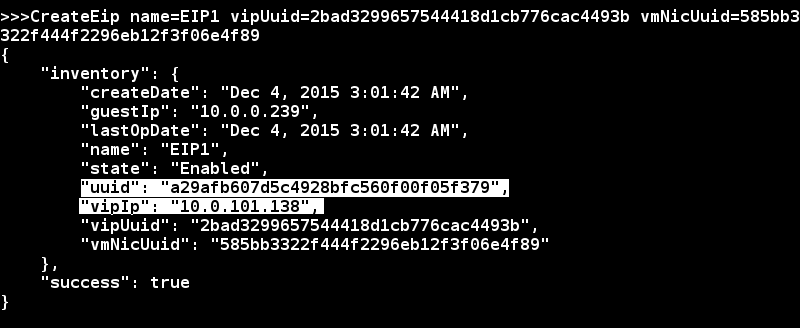 >>>CreateEip name=EIP1 vipUuid=2bad3299657544418d1cb776cac4493b vmNicUuid=585bb3
322f444f2296eb12f3f06e4f89
{
    "inventory": {
        "createDate": "Dec 4, 2015 3:01:42 AM",
        "guestIp": "10.0.0.239",
        "lastOpDate": "Dec 4, 2015 3:01:42 AM",
        "name": "EIP1",
        "state": "Enabled",
        "uuid": "a29afb607d5c4928bfc560f00f05f379",
        "vipIp": "10.0.101.138",
        "vipUuid": "2bad3299657544418d1cb776cac4493b",
        "vmNicUuid": "585bb3322f444f2296eb12f3f06e4f89"
    },
    "success": true
}